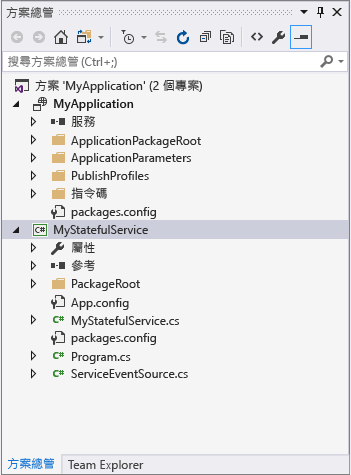 方案總管
搜尋方案總管 (Ctrl+;)
方案 'MyApplication' (2 個專案)
MyApplication
服務
ApplicationPackageRoot
ApplicationParameters
PublishProfiles
指令碼
packages.config
C# MyStatefulService
屬性
參考
PackageRoot
App.config
C# MyStatefulService.cs
packages.config
C# Program.cs
C# ServiceEventSource.cs
方案總管 Team Explorer